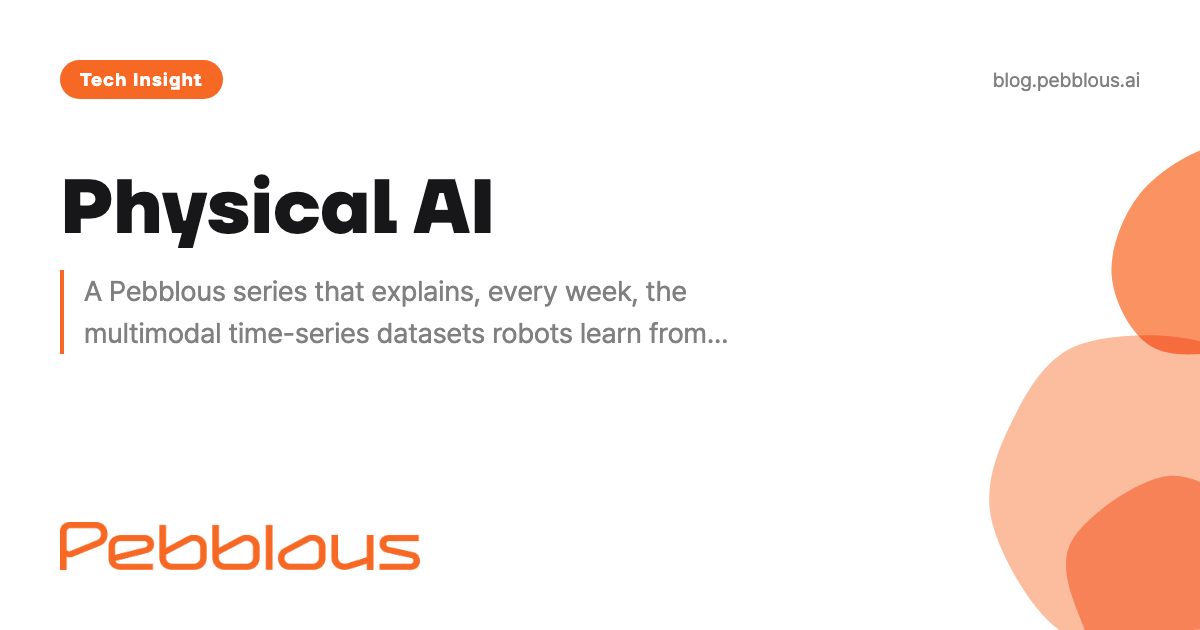 Tech Insight
blog.pebblous.ai
Physical AI
A Pebblous series that explains, every week, the
multimodal time-series datasets robots learn from...
Pebblous